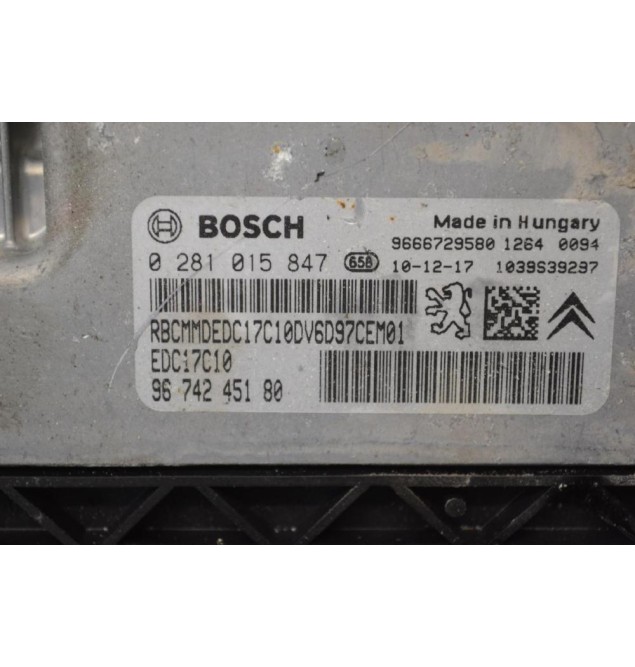 BOSCH Made in Hungary
9666729580 1264 0094
0 281 015 847 658 10-12-17 1039S39297
RBCMMDEDC17C10DV6D97CEM01
EDC17C10
96 742 451 80